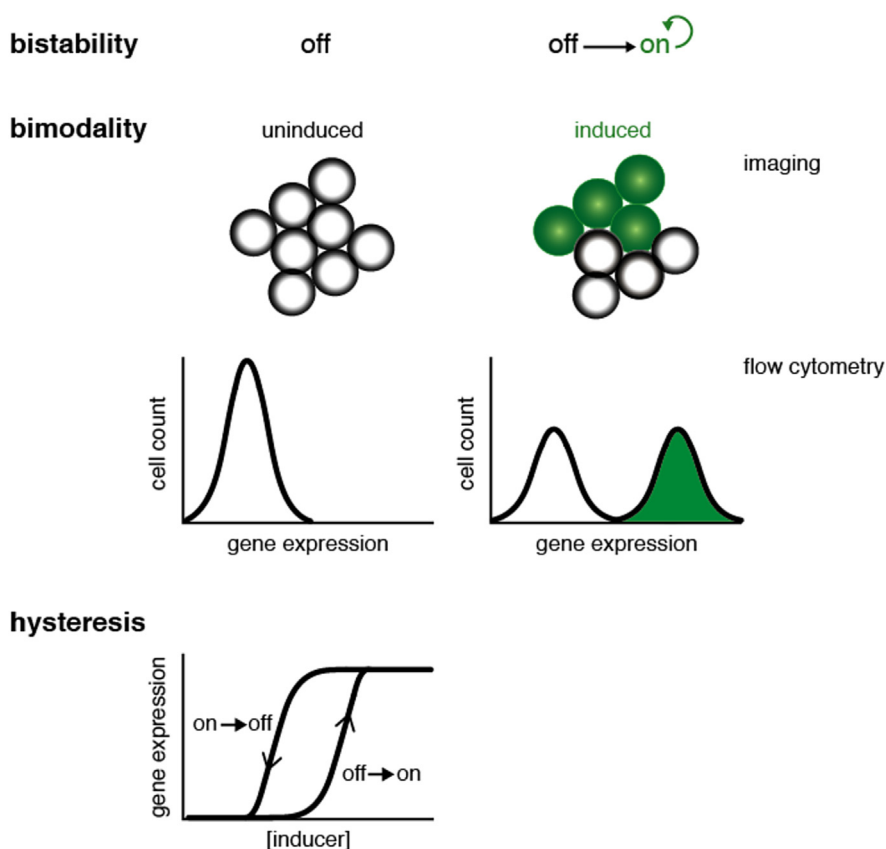 bistability off off → on
bimodality uninduced induced
imaging
flow cytometry
cell count
gene expression
cell count
gene expression
hysteresis
gene expression
on→off
off→on
[inducer]